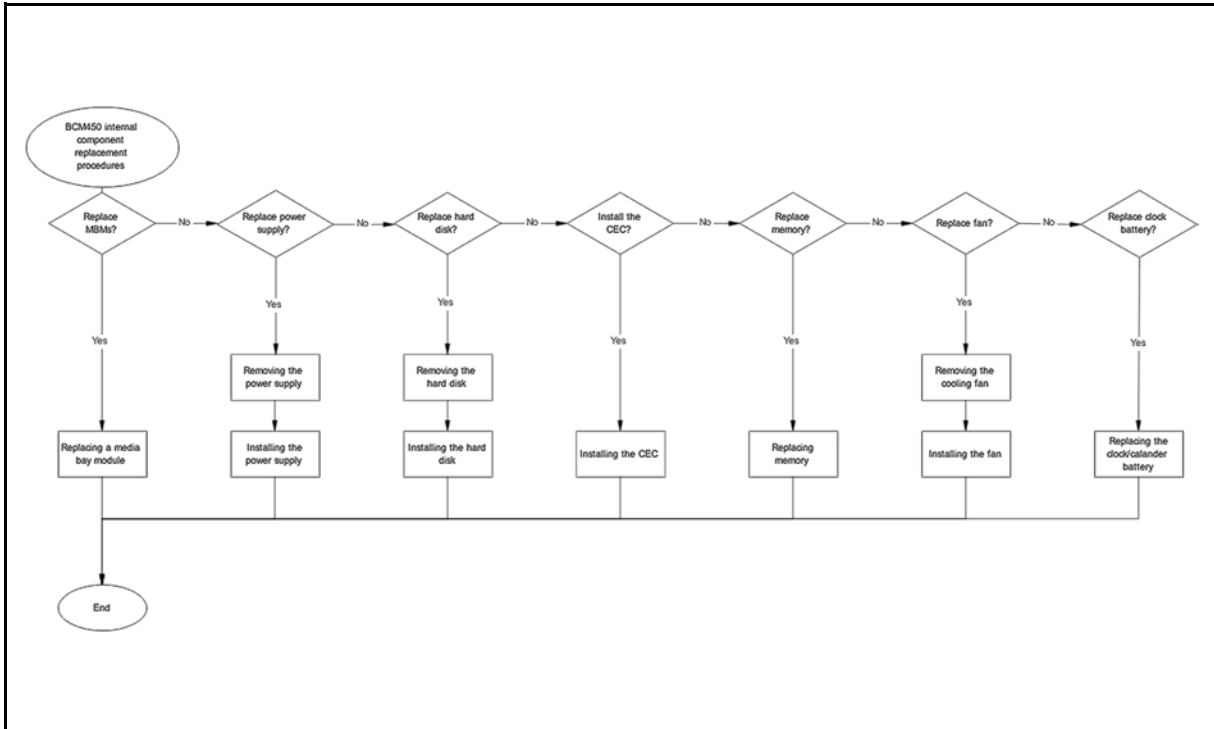 BCM450 internal
component
replacement
procedures
Replace
MBMs?
No
Replace power
supply?
No
Replace hard
disk?
No
Install the
CEC?
No
Replace
memory?
No
Replace fan?
No
Replace clock
battery?
Yes
Yes
Yes
Yes
Yes
Yes
Yes
Removing the
power supply
Removing the
hard disk
Removing the
cooling fan
Replacing a media
bay module
Installing the
power supply
Installing the hard
disk
Installing the CEC
Replacing
memory
Installing the fan
Replacing the
clock/calander
battery
End